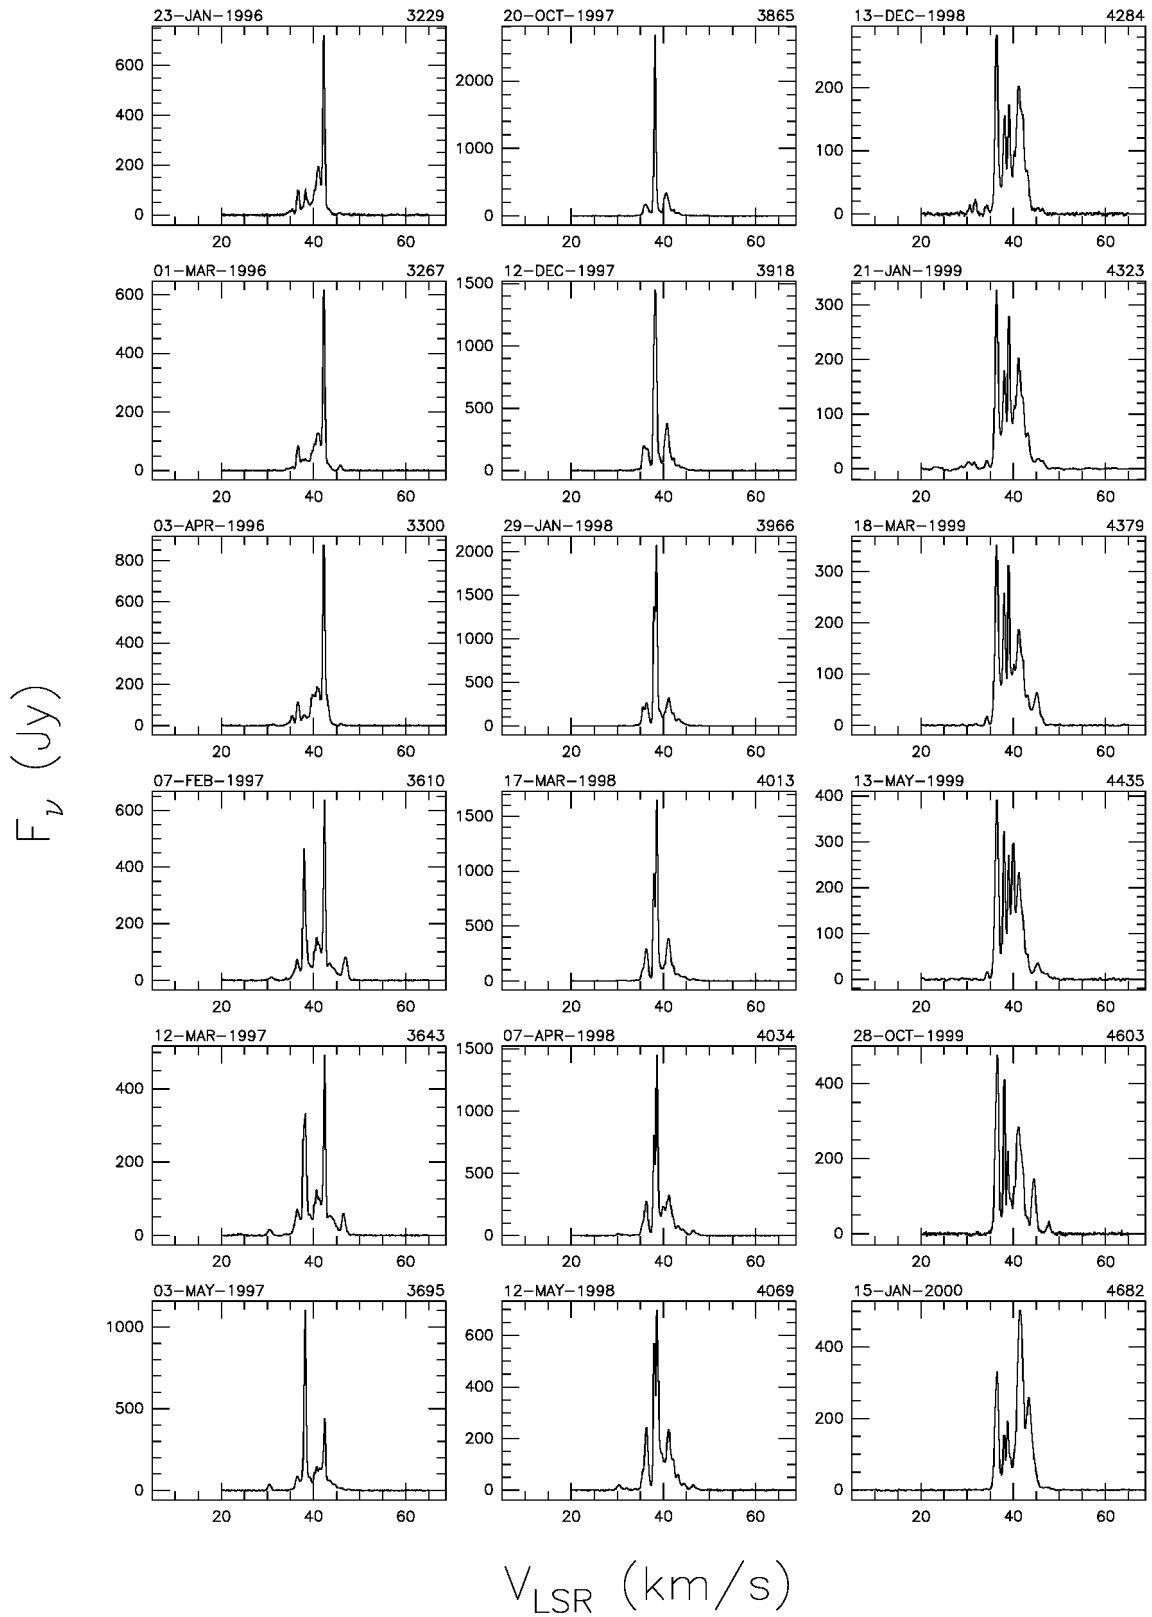 23-JAN-1996 3229
600
400
200
0
20 40 60
01-MAR-1996 3267
600
400
200
0
20 40 60
03-APR-1996 3300
800
600
400
200
0
20 40 60
07-FEB-1997 3610
600
400
200
0
20 40 60
12-MAR-1997 3643
400
200
0
20 40 60
03-MAY-1997 3695
1000
500
0
20 40 60
20-OCT-1997 3865
2000
1000
0
20 40 60
12-DEC-1997 3918
1500
1000
500
0
20 40 60
29-JAN-1998 3966
2000
1500
1000
500
0
20 40 60
17-MAR-1998 4013
1500
1000
500
0
20 40 60
07-APR-1998 4034
1500
1000
500
0
20 40 60
12-MAY-1998 4069
600
400
200
0
20 40 60
13-DEC-1998 4284
200
100
0
20 40 60
21-JAN-1999 4323
300
200
100
0
20 40 60
18-MAR-1999 4379
300
200
100
0
20 40 60
13-MAY-1999 4435
400
300
200
100
0
20 40 60
28-OCT-1999 4603
400
200
0
20 40 60
15-JAN-2000 4682
400
200
0
20 40 60
F_ν (Jy)
V_LSR (km/s)